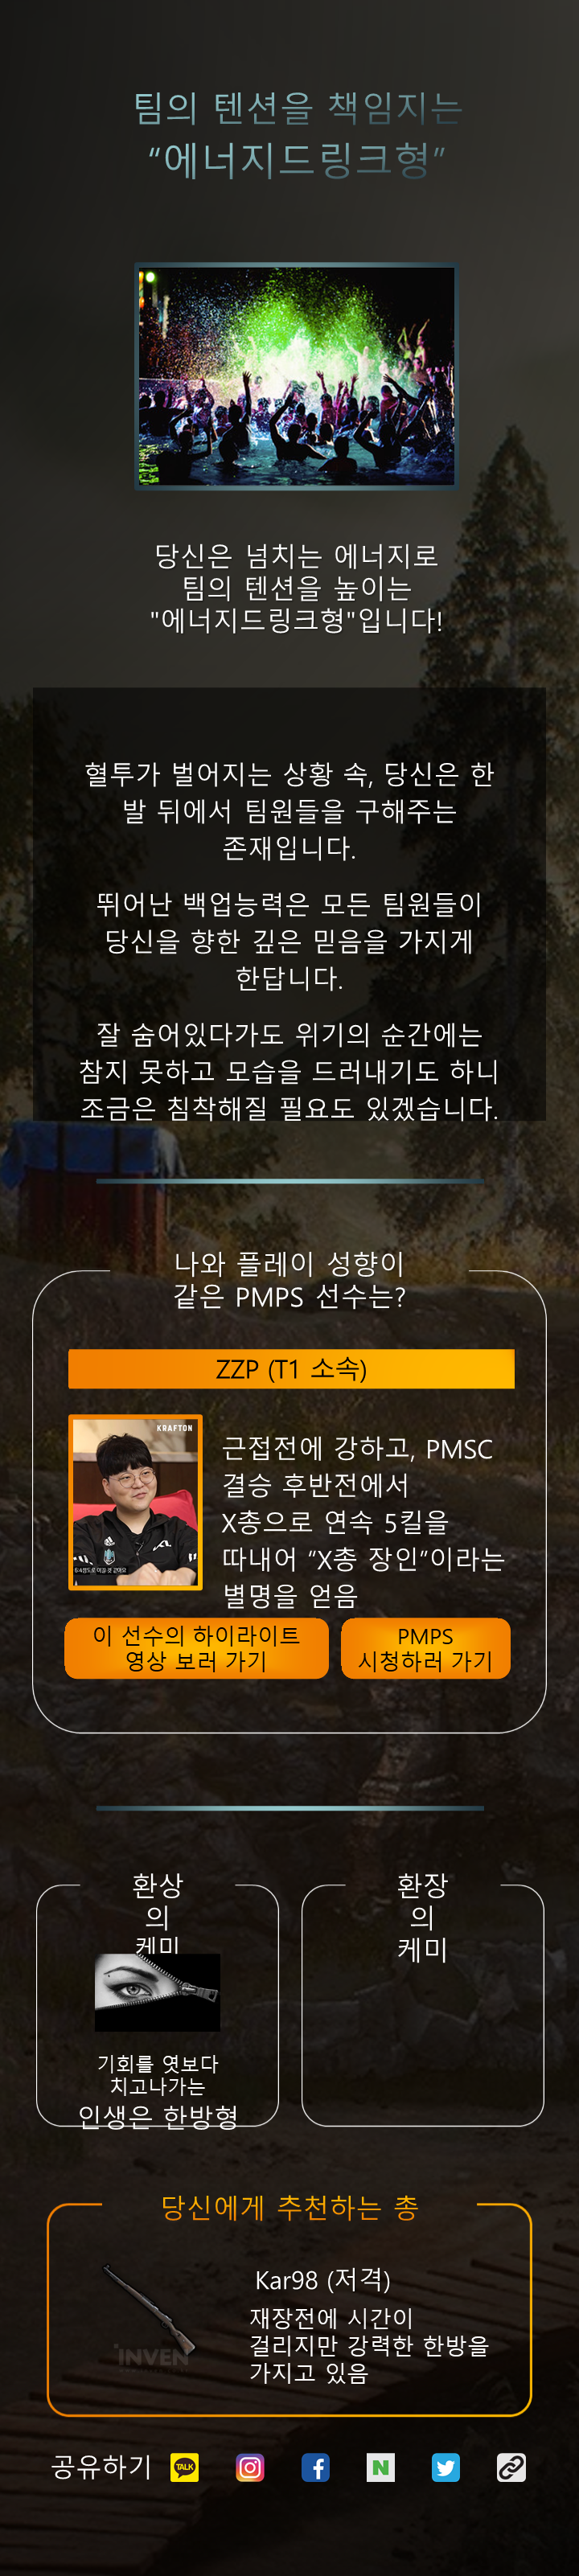 팀의 텐션을 책임지는
“에너지드링크형”
당신은 넘치는 에너지로
팀의 텐션을 높이는
"에너지드링크형"입니다!
혈투가 벌어지는 상황 속, 당신은 한
발 뒤에서 팀원들을 구해주는
존재입니다.
뛰어난 백업능력은 모든 팀원들이
당신을 향한 깊은 믿음을 가지게
한답니다.
잘 숨어있다가도 위기의 순간에는
참지 못하고 모습을 드러내기도 하니
조금은 침착해질 필요도 있겠습니다.
나와 플레이 성향이
같은 PMPS 선수는?
ZZP (T1 소속)
KRAFTON
근접전에 강하고, PMSC
결승 후반전에서
X총으로 연속 5킬을
따내어 “X총 장인”이라는
별명을 얻음
이 선수의 하이라이트
영상 보러 가기
PMPS
시청하러 가기
환상
의
케미
기회를 엿보다
치고나가는
인생은 한방형
환장
의
케미
당신에게 추천하는 총
Kar98 (저격)
재장전에 시간이
걸리지만 강력한 한방을
가지고 있음
INVEN
공유하기
TALK
N